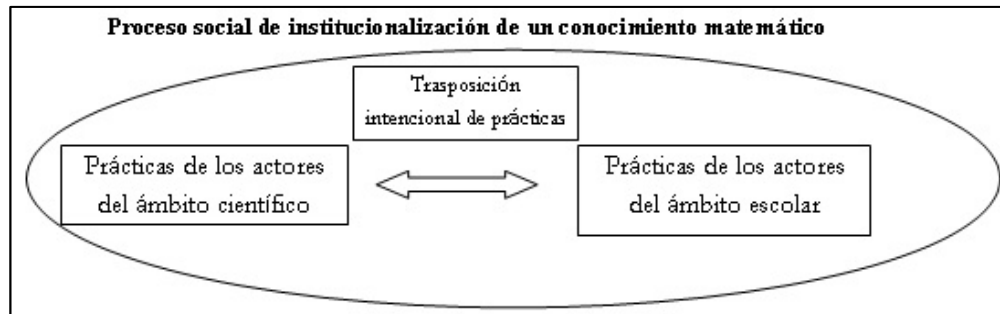 Proceso social de institucionalización de un conocimiento matemático
Trasposición
intencional de prácticas
Prácticas de los actores
del ámbito científico
Prácticas de los actores
del ámbito escolar